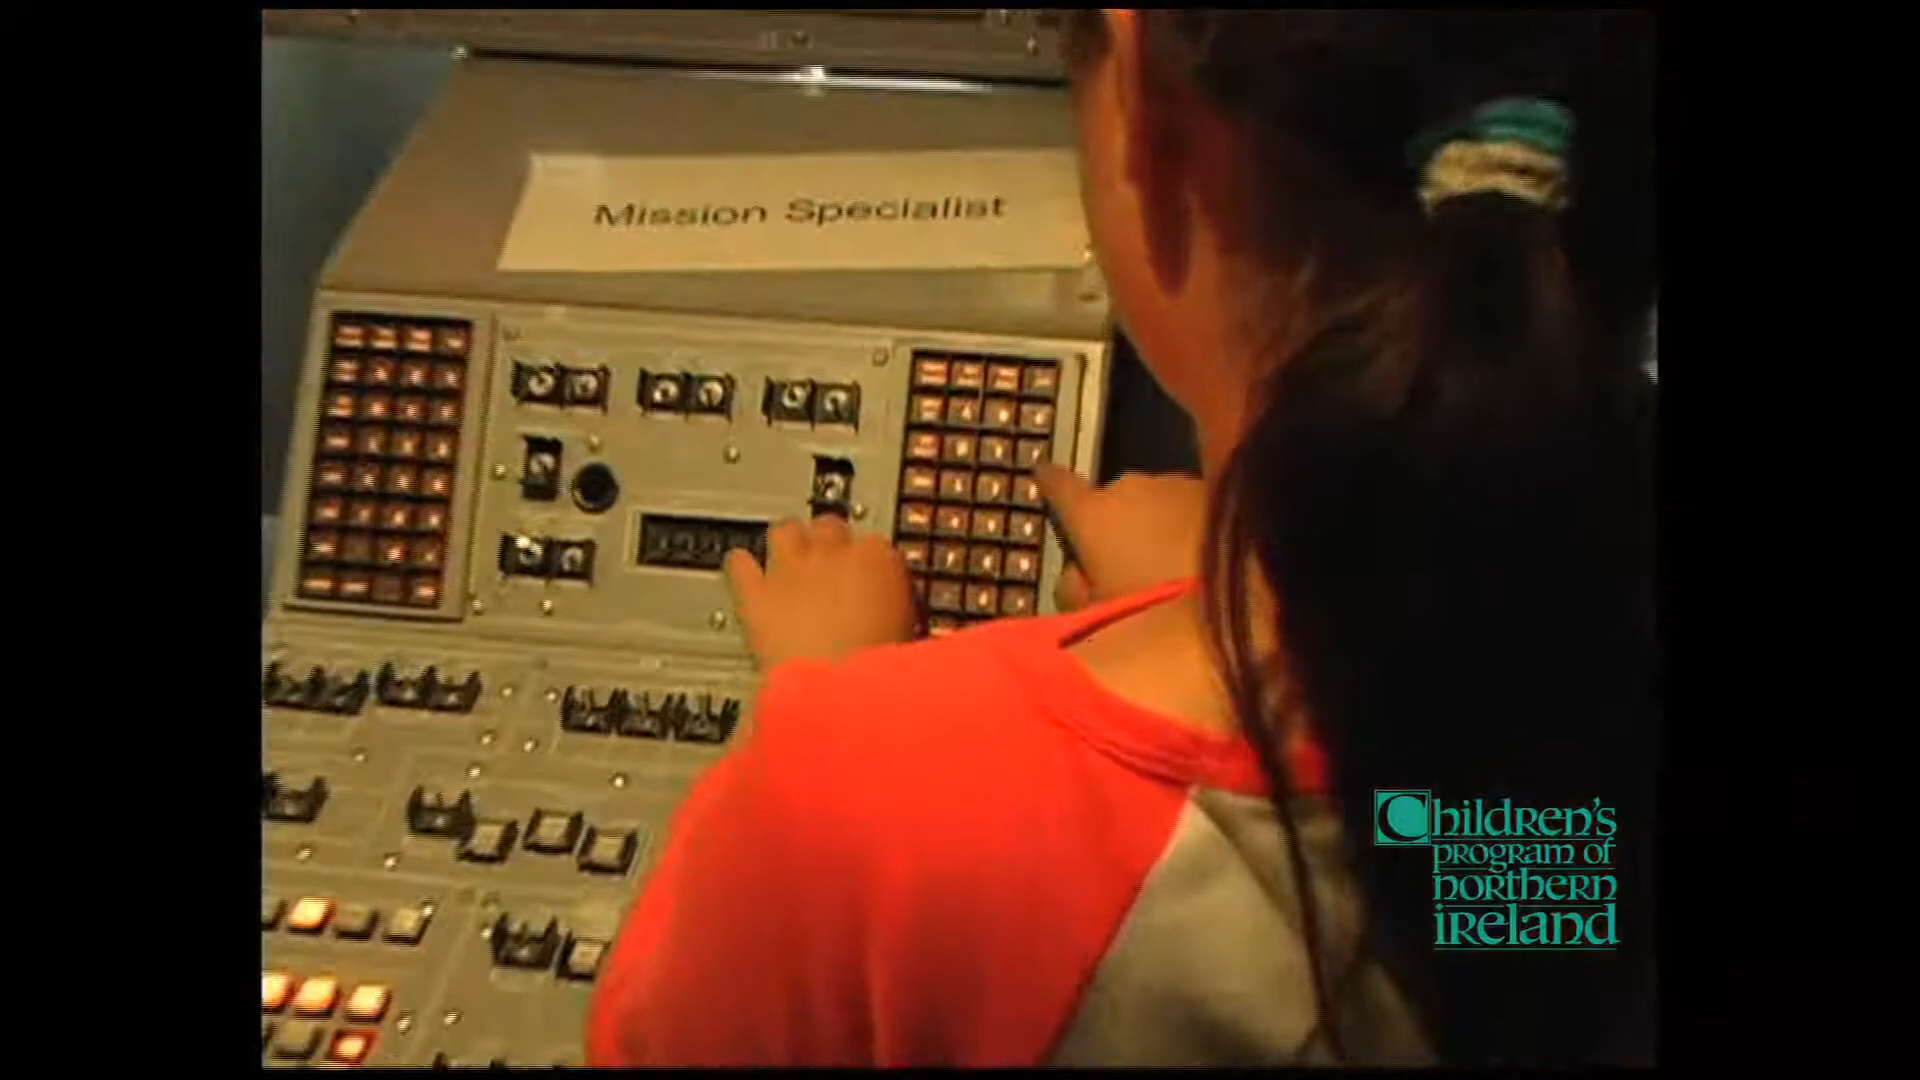 Mission Specialist
Children's
program of
northern
ireland